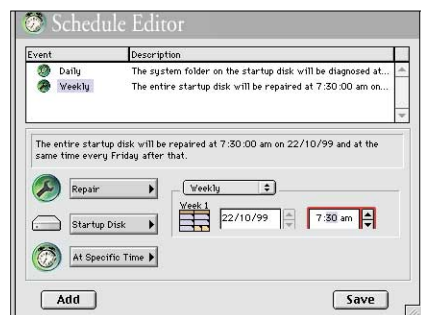 Schedule Editor
Event Description
Daily The system folder on the startup disk will be diagnosed at...
Weekly The entire startup disk will be repaired at 7:30:00 am on...
The entire startup disk will be repaired at 7:30:00 am on 22/10/99 and at the
same time every Friday after that.
Repair
Weekly
Week 1
Startup Disk
22/10/99
7:30 am
At Specific Time
Add
Save